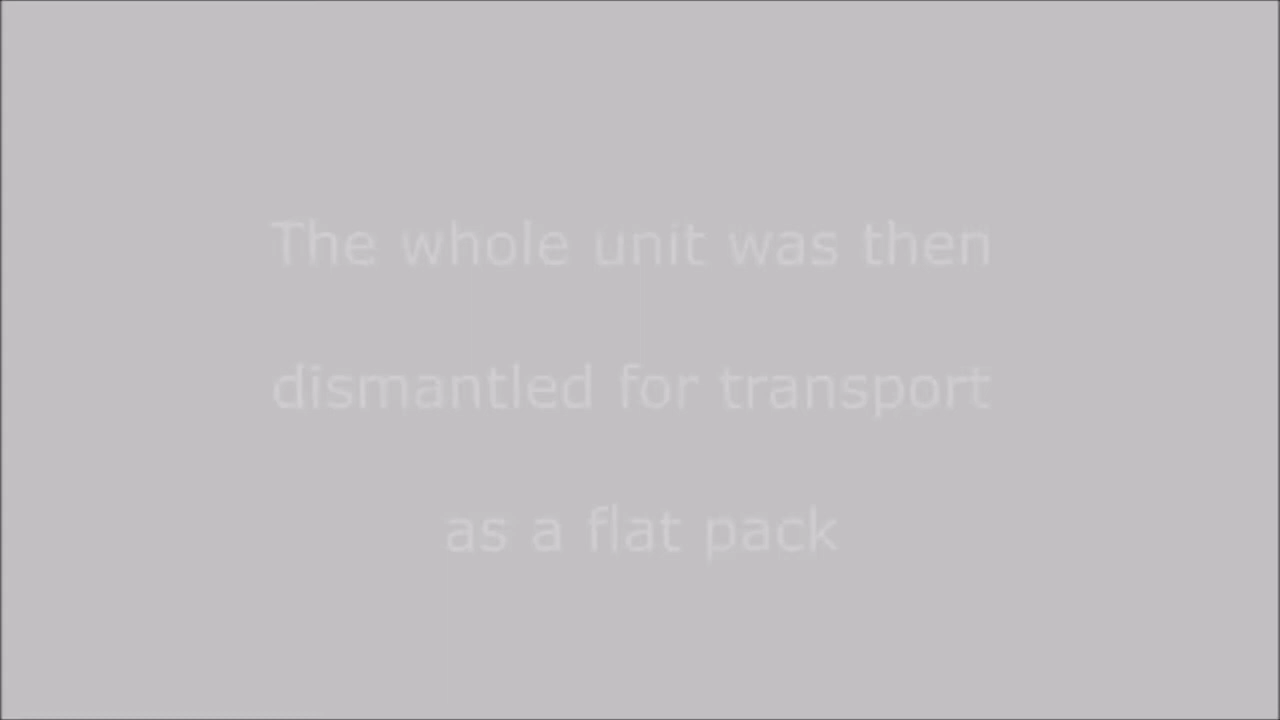 The whole unit was then
dismantled for transport
as a flat pack